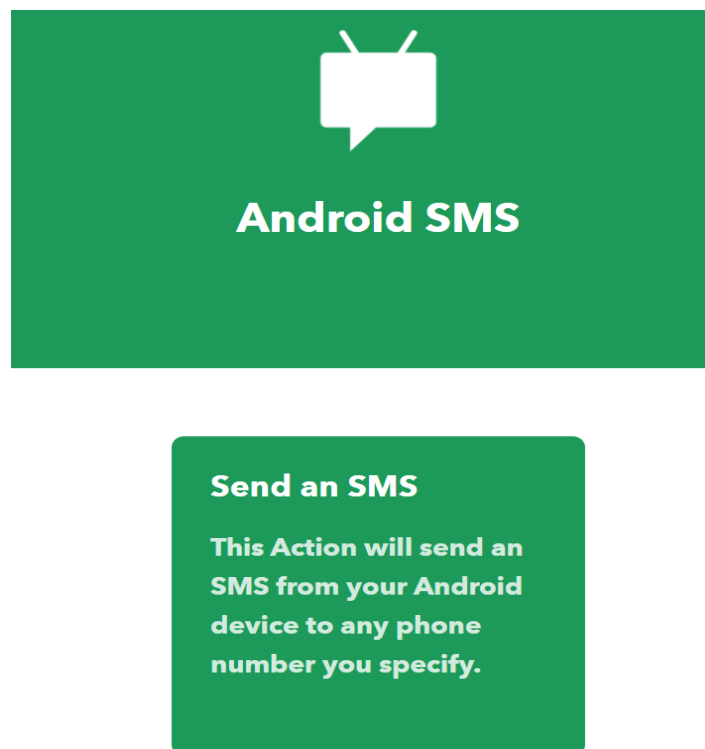 Android SMS
Send an SMS
This Action will send an
SMS from your Android
device to any phone
number you specify.